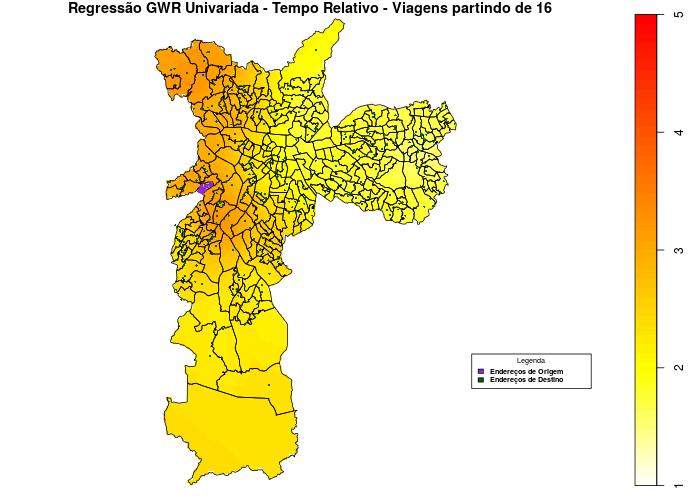 Regressão GWR Univariada - Tempo Relativo - Viagens partindo de 16
5
4
3
2
1
Legenda
Endereços de Origem
Endereços de Destino